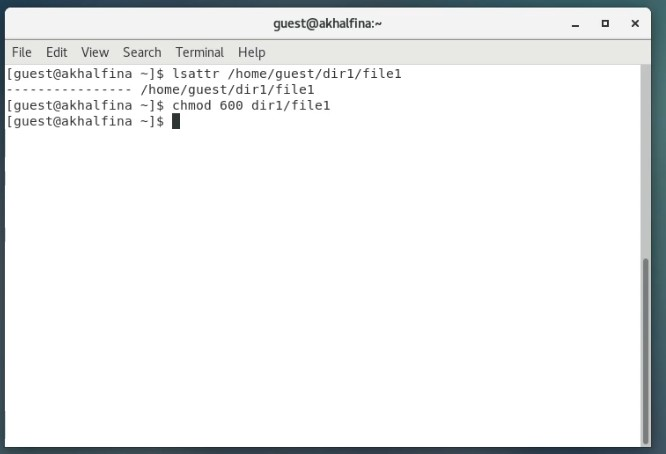 guest@akhalfina:~
File Edit View Search Terminal Help
[guest@akhalfina ~]$ lsattr /home/guest/dir1/file1
---------------- /home/guest/dir1/file1
[guest@akhalfina ~]$ chmod 600 dir1/file1
[guest@akhalfina ~]$